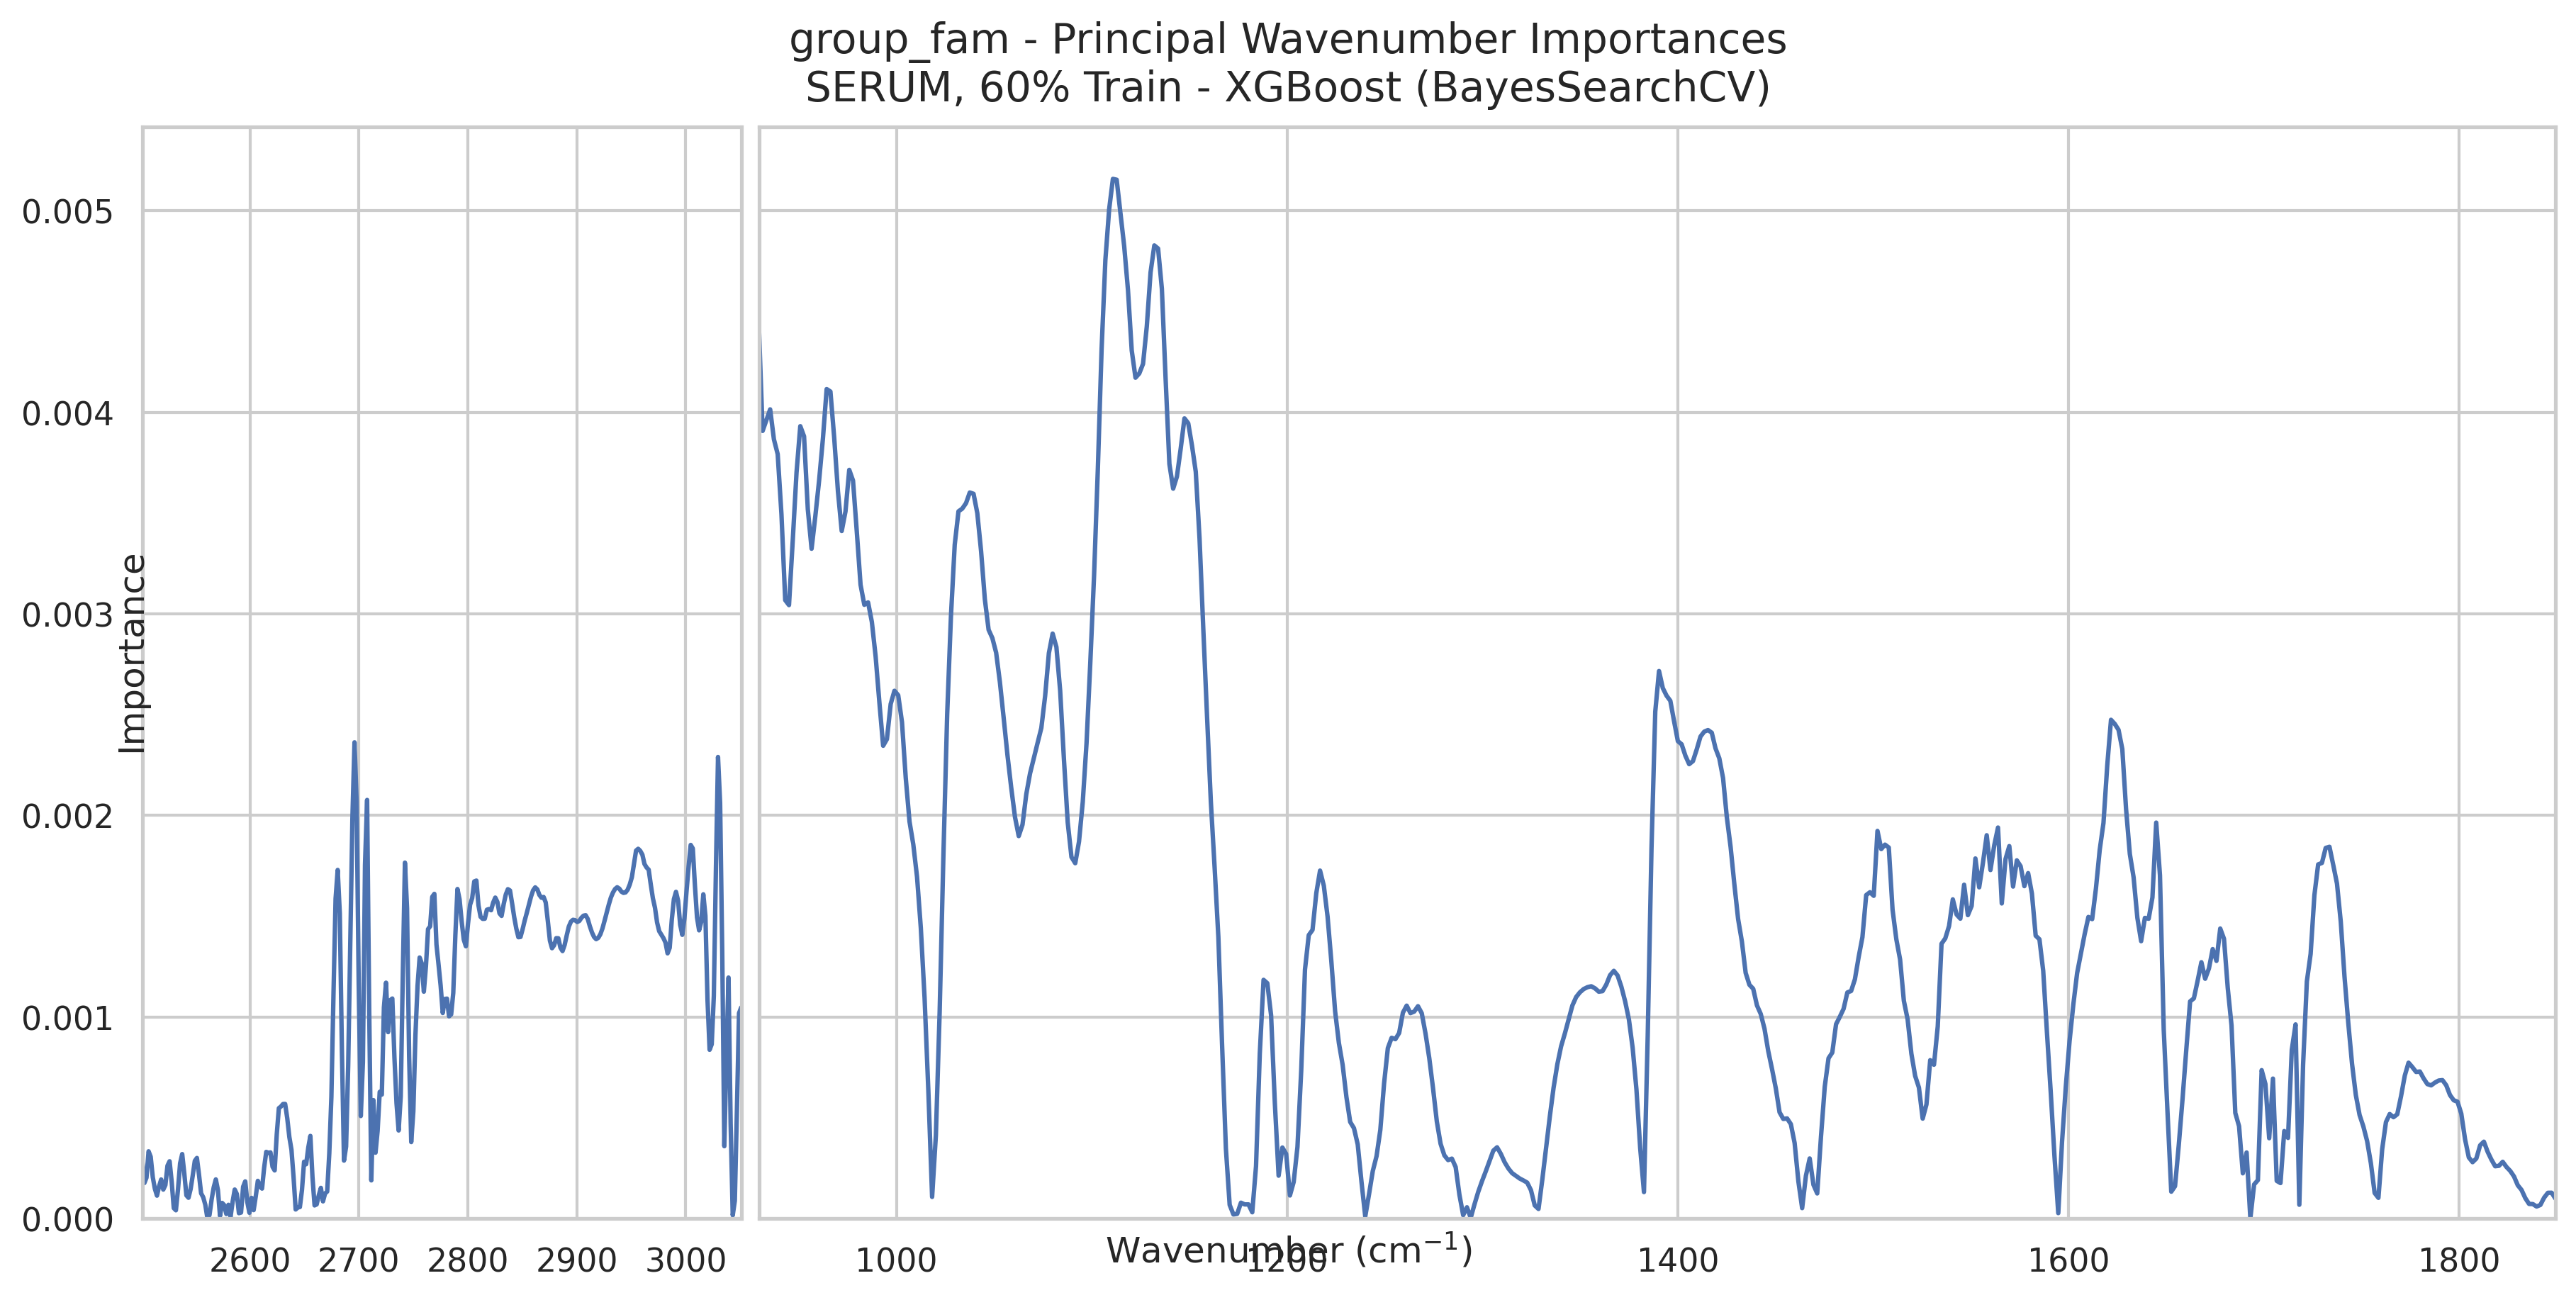 group_fam - Principal Wavenumber Importances
SERUM, 60% Train - XGBoost (BayesSearchCV)
0.005
0.004
0.003
0.002
0.001
0.000
Importance
2600 2700 2800 2900 3000 1000 1200 1400 1600 1800
Wavenumber (cm⁻¹)